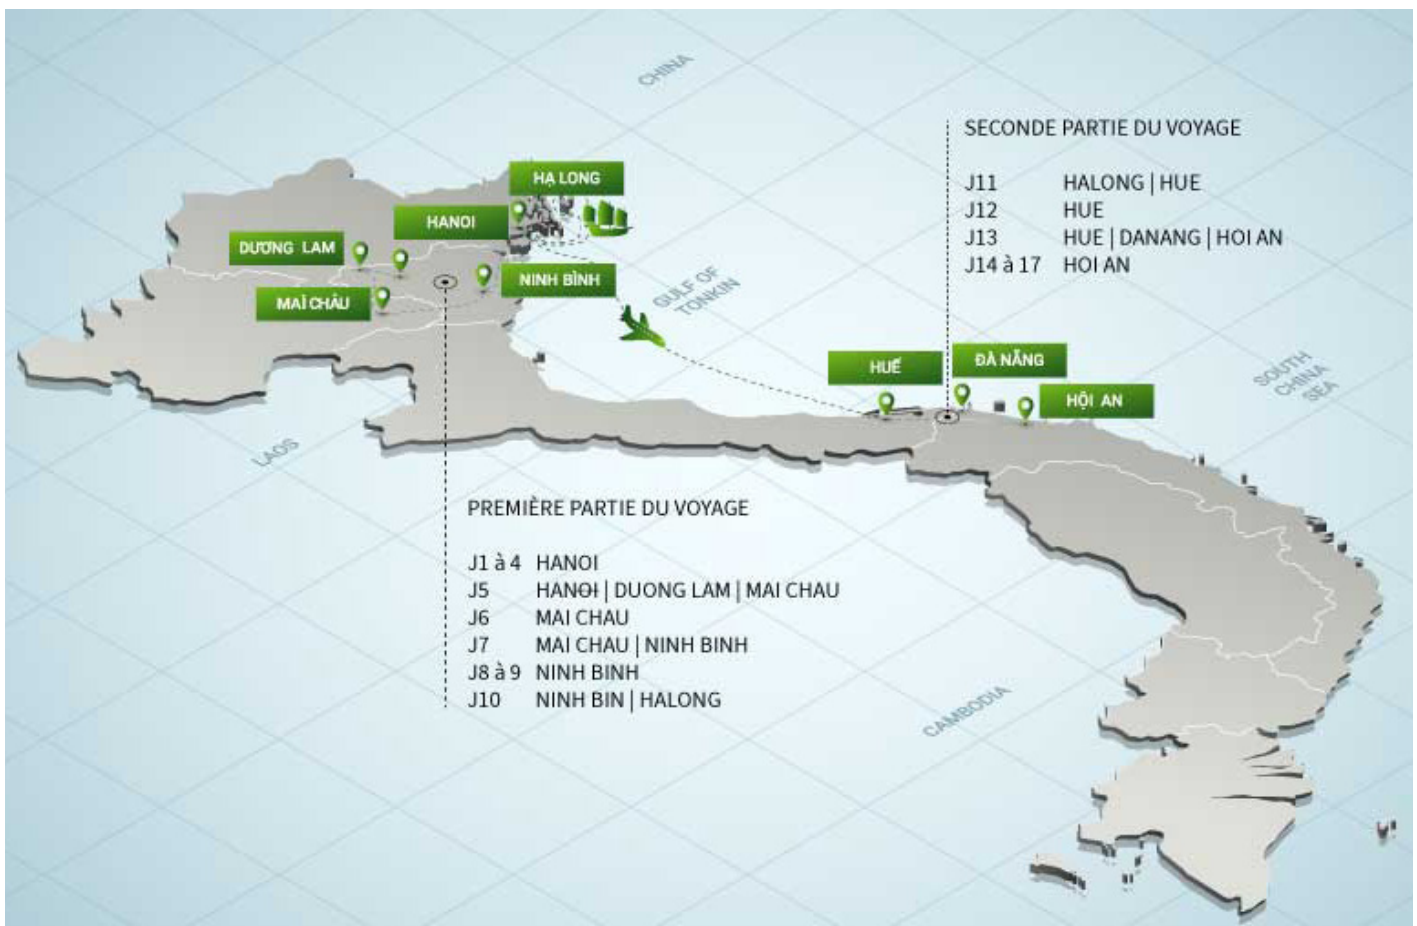 CHINA
SECONDE PARTIE DU VOYAGE
J11 HALONG | HUE
J12 HUE
J13 HUE | DANANG | HOI AN
J14 à 17 HOI AN
HẠ LONG
HANOI
DƯƠNG LAM
NINH BÌNH
MAI CHÂU
GULF OF
TONKIN
HUẾ
ĐÀ NẴNG
HỘI AN
SOUTH
CHINA
SEA
LAOS
PREMIÈRE PARTIE DU VOYAGE
J1 à 4 HANOI
J5 HANOI | DUONG LAM | MAI CHAU
J6 MAI CHAU
J7 MAI CHAU | NINH BINH
J8 à 9 NINH BINH
J10 NINH BIN | HALONG
CAMBODIA